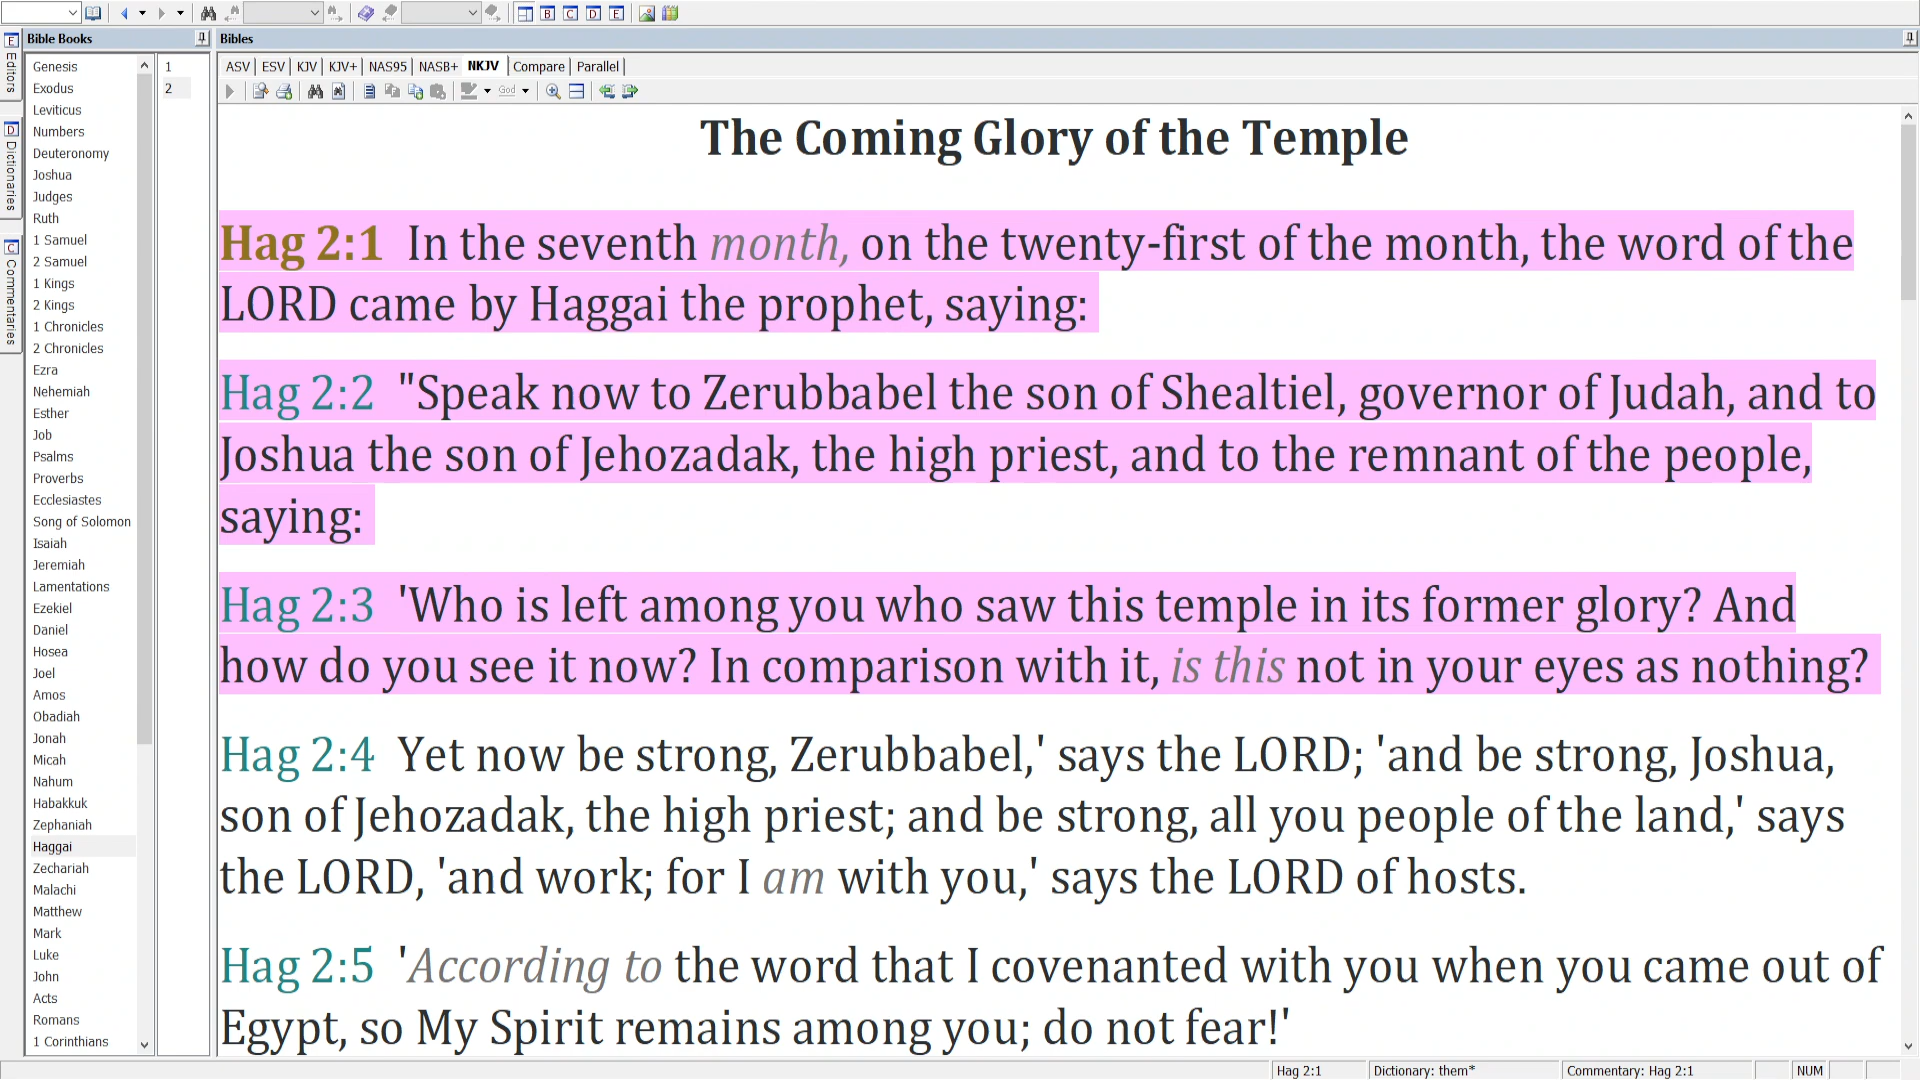 Bible Books
Bibles
Editors
Dictionaries
Commentaries
Genesis
Exodus
Leviticus
Numbers
Deuteronomy
Joshua
Judges
Ruth
1 Samuel
2 Samuel
1 Kings
2 Kings
1 Chronicles
2 Chronicles
Ezra
Nehemiah
Esther
Job
Psalms
Proverbs
Ecclesiastes
Song of Solomon
Isaiah
Jeremiah
Lamentations
Ezekiel
Daniel
Hosea
Joel
Amos
Obadiah
Jonah
Micah
Nahum
Habakkuk
Zephaniah
Haggai
Zechariah
Malachi
Matthew
Mark
Luke
John
Acts
Romans
1 Corinthians
1
2
ASV ESV KJV KJV+ NAS95 NASB+ NKJV Compare Parallel
God
The Coming Glory of the Temple
Hag 2:1 In the seventh month, on the twenty-first of the month, the word of the
LORD came by Haggai the prophet, saying:
Hag 2:2 "Speak now to Zerubbabel the son of Shealtiel, governor of Judah, and to
Joshua the son of Jehozadak, the high priest, and to the remnant of the people,
saying:
Hag 2:3 'Who is left among you who saw this temple in its former glory? And
how do you see it now? In comparison with it, is this not in your eyes as nothing?
Hag 2:4 Yet now be strong, Zerubbabel,' says the LORD; 'and be strong, Joshua,
son of Jehozadak, the high priest; and be strong, all you people of the land,' says
the LORD, 'and work; for I am with you,' says the LORD of hosts.
Hag 2:5 'According to the word that I covenanted with you when you came out of
Egypt, so My Spirit remains among you; do not fear!'
Hag 2:1
Dictionary: them*
Commentary: Hag 2:1
NUM